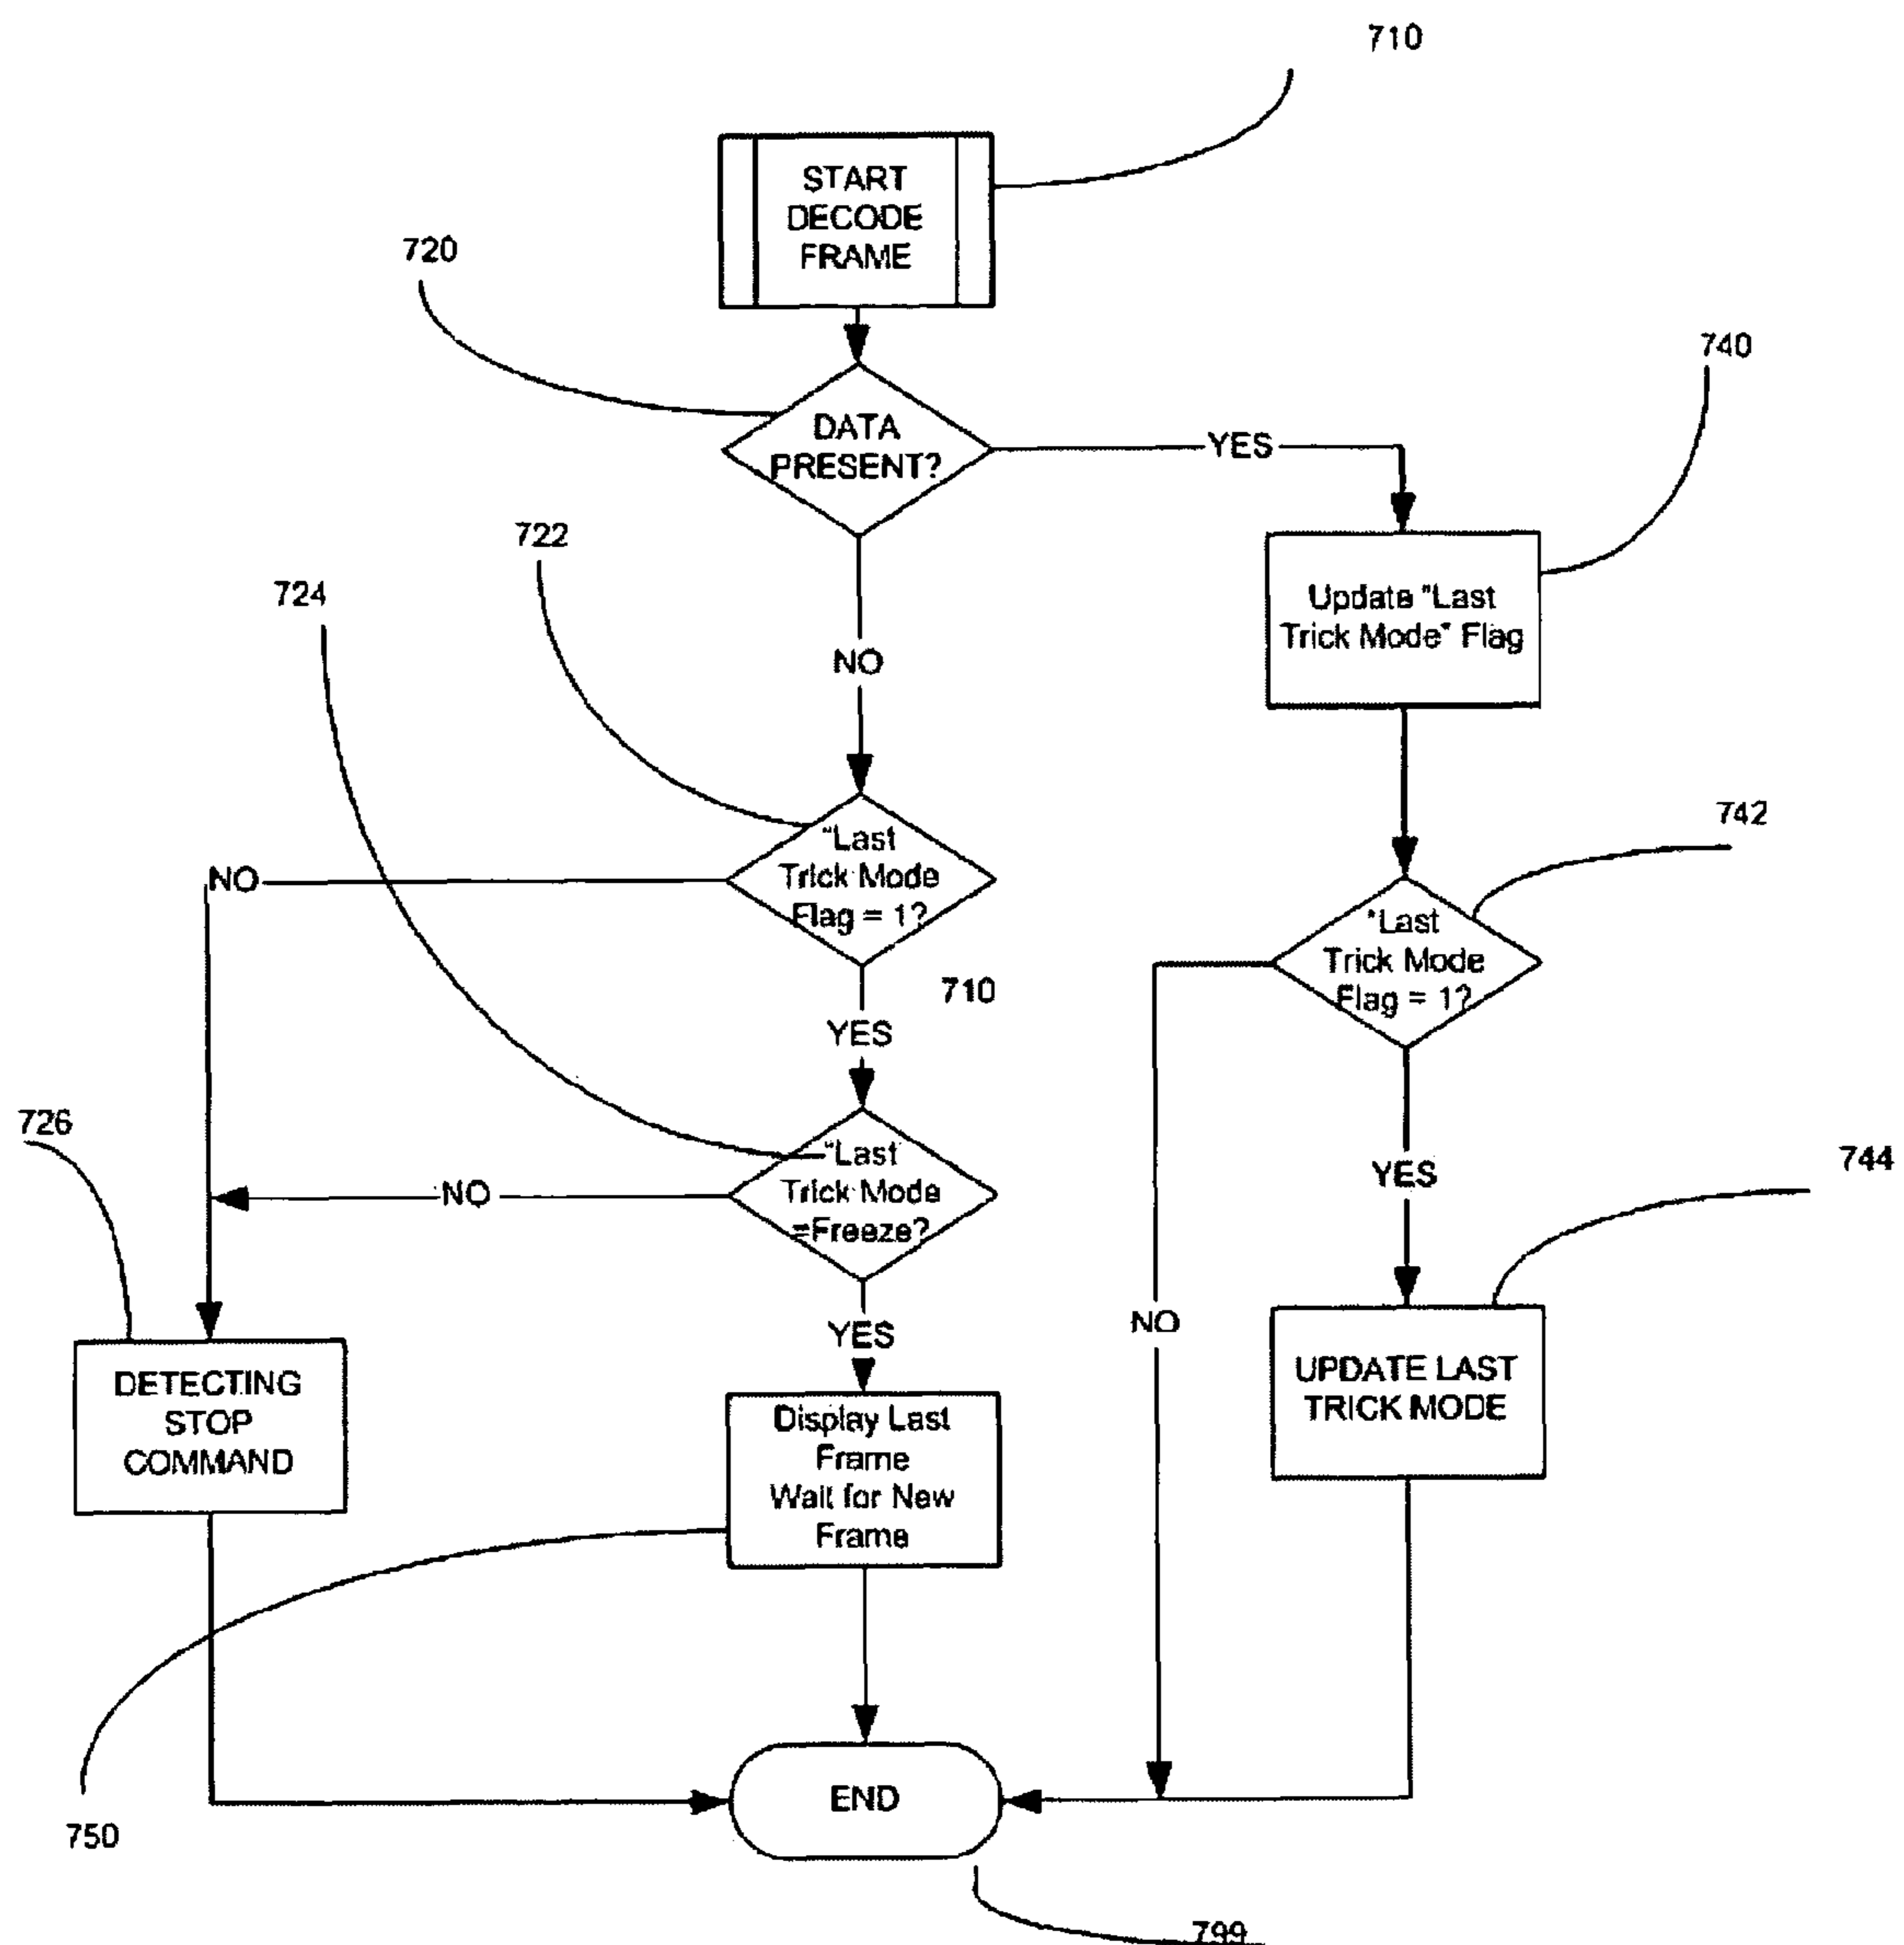 710
START
DECODE
FRAME
720
740
DATA
PRESENT?
YES
722
Update "Last
Trick Mode" Flag
724
NO
742
"Last
Trick Mode
Flag = 1?
NO
"Last
Trick Mode
Flag = 1?
710
YES
726
"Last
Trick Mode
=Freeze?
NO
YES
744
YES
NO
DETECTING
STOP
COMMAND
UPDATE LAST
TRICK MODE
Display Last
Frame
Wait for New
Frame
END
750
799